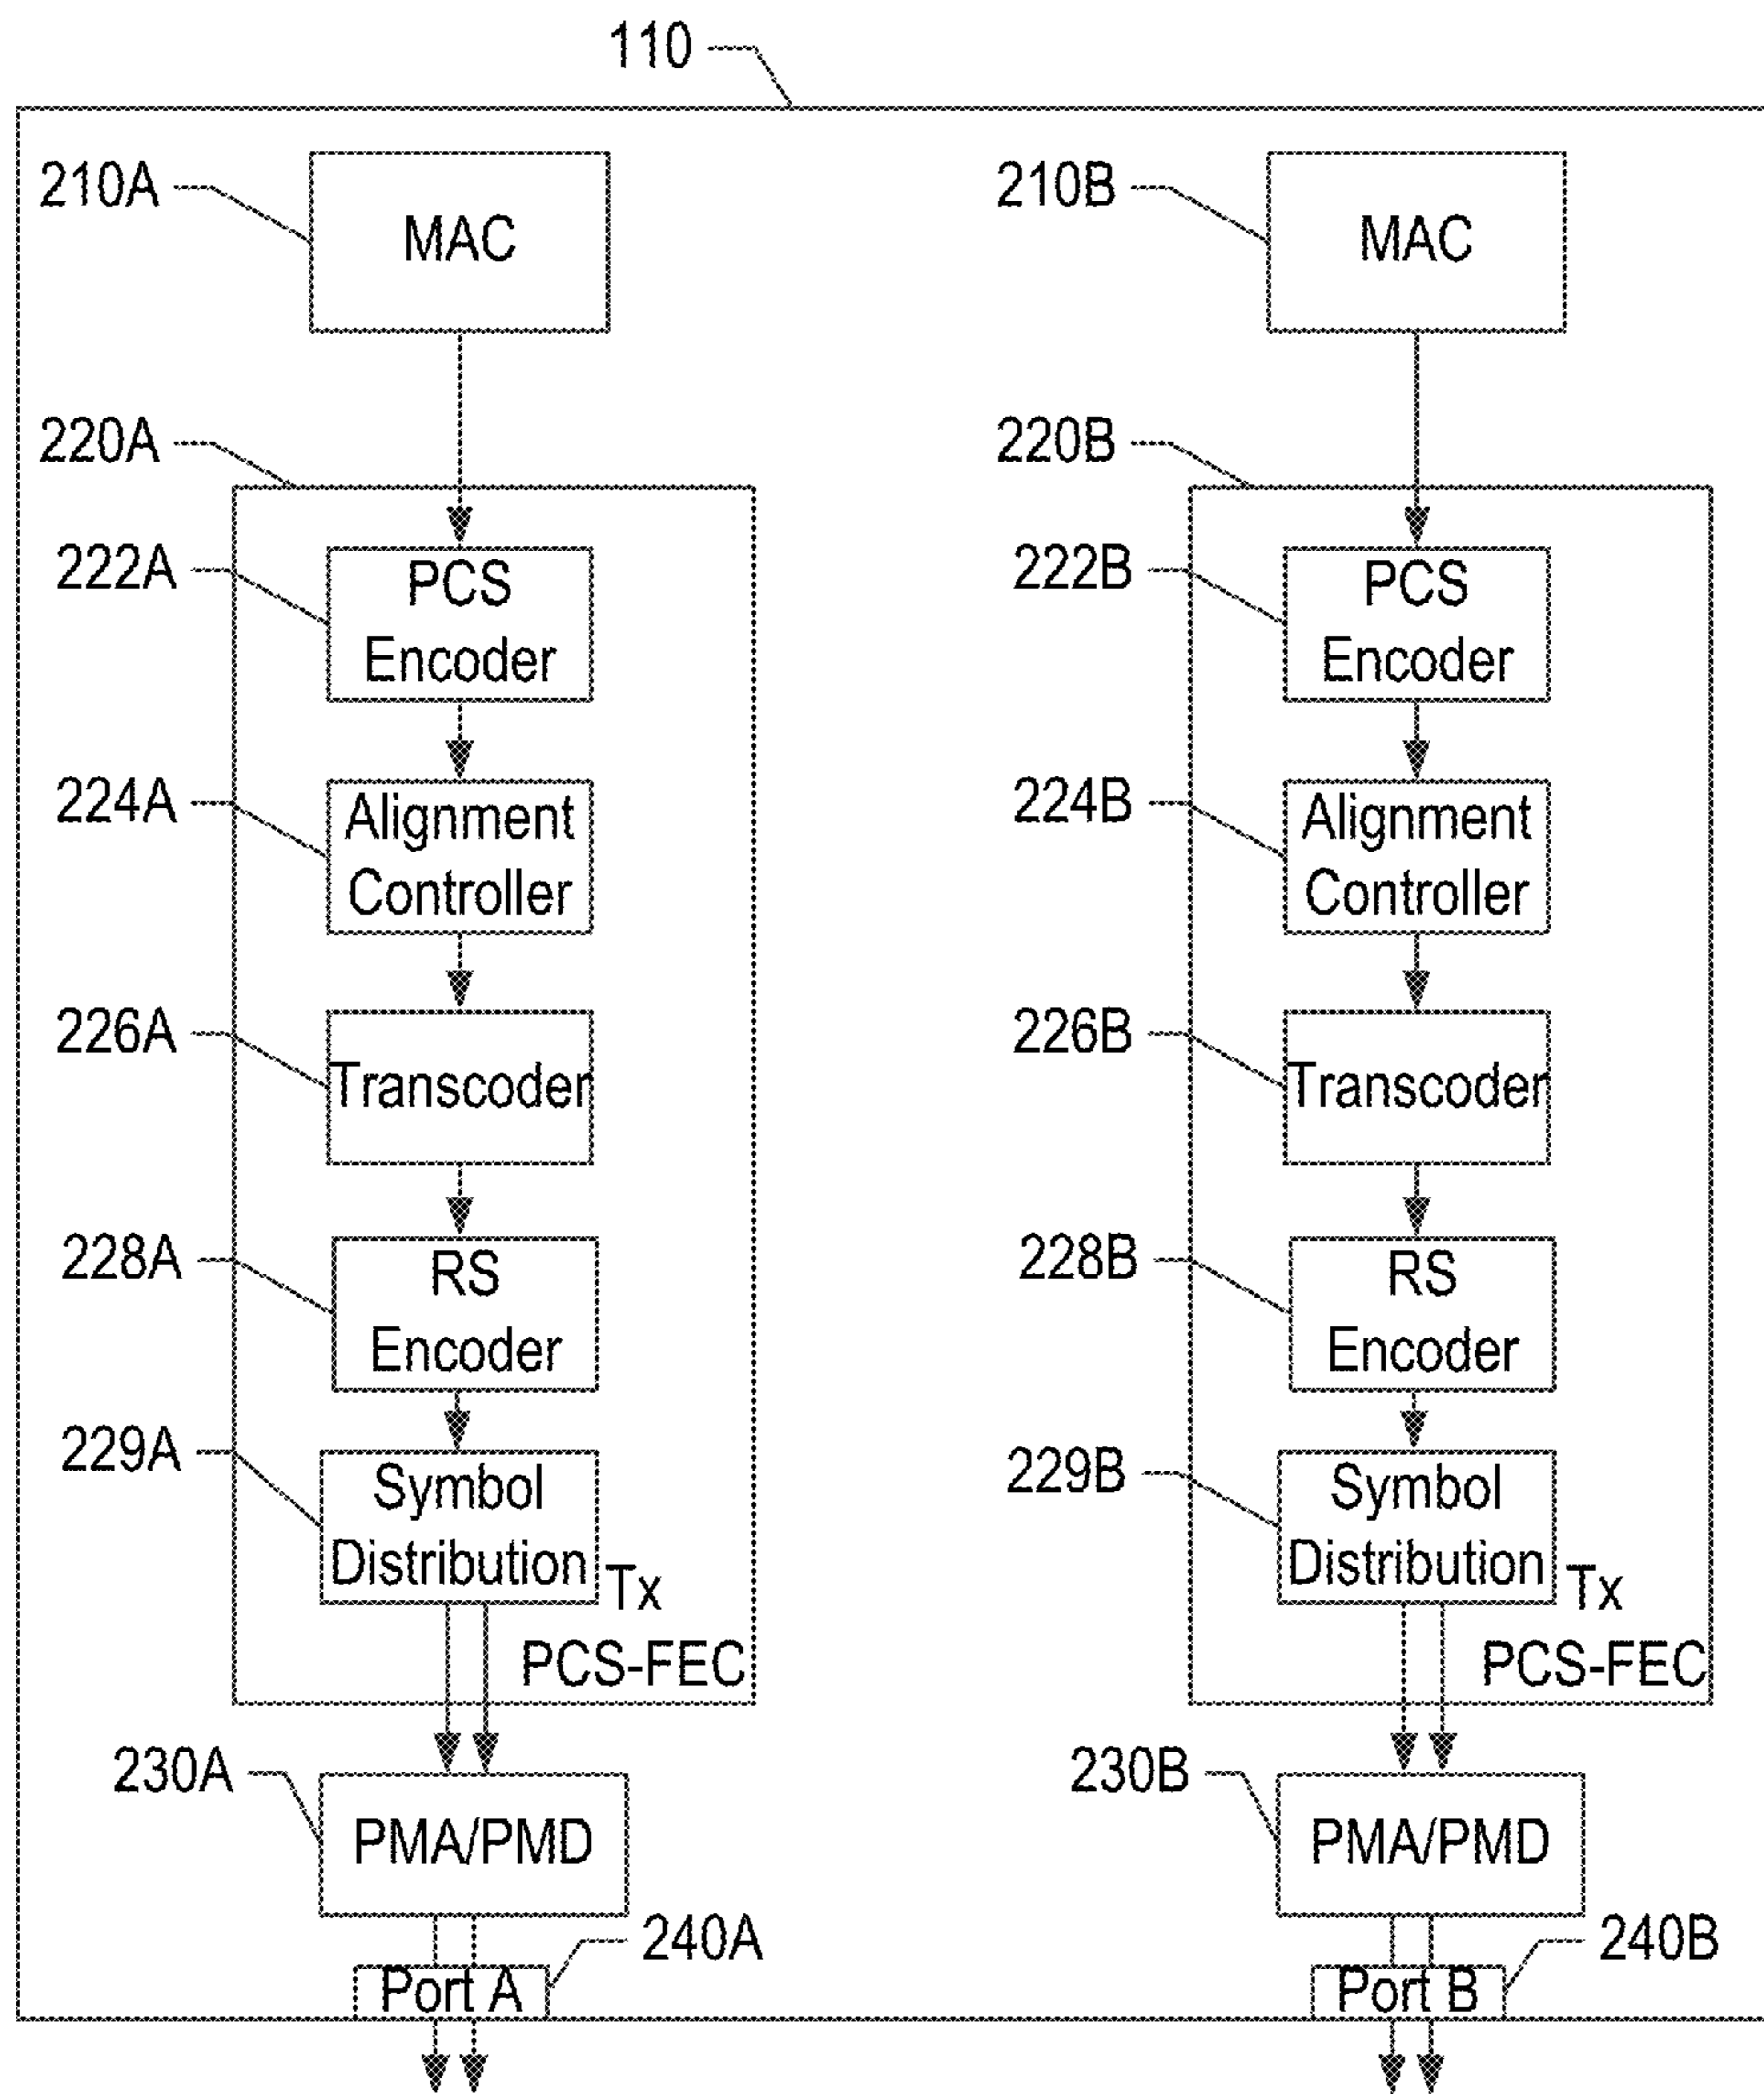 110
210A
MAC
210B
MAC
220A
220B
222A
PCS
Encoder
222B
PCS
Encoder
224A
Alignment
Controller
224B
Alignment
Controller
226A
Transcoder
226B
Transcoder
228A
RS
Encoder
228B
RS
Encoder
229A
Symbol
Distribution
Tx
PCS-FEC
229B
Symbol
Distribution
Tx
PCS-FEC
230A
PMA/PMD
230B
PMA/PMD
240A
Port A
240B
Port B